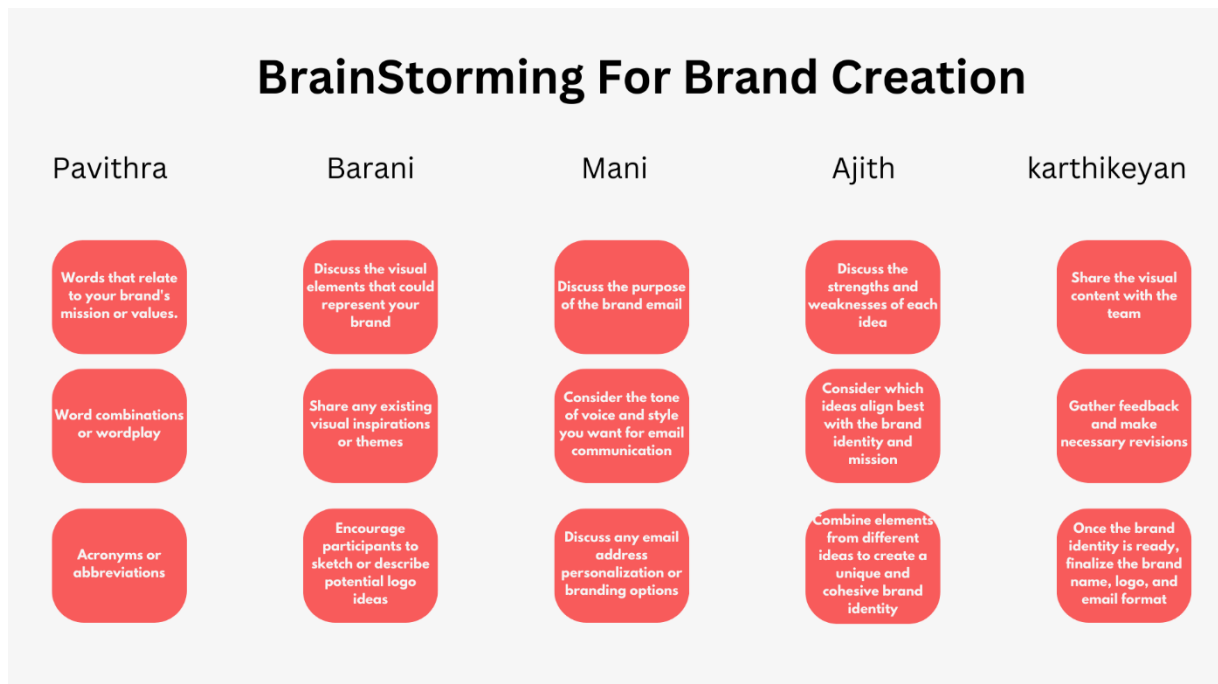 BrainStorming For Brand Creation
Pavithra
Barani
Mani
Ajith
karthikeyan
Words that relate
to your brand's
mission or values.
Discuss the visual
elements that could
represent your
brand
Discuss the purpose
of the brand email
Discuss the
strengths and
weaknesses of each
idea
Share the visual
content with the
team
Word combinations
or wordplay
Share any existing
visual inspirations
or themes
Consider the tone
of voice and style
you want for email
communication
Consider which
ideas align best
with the brand
identity and
mission
Gather feedback
and make
necessary revisions
Acronyms or
abbreviations
Encourage
participants to
sketch or describe
potential logo
ideas
Discuss any email
address
personalization or
branding options
Combine elements
from different
ideas to create a
unique and
cohesive brand
identity
Once the brand
identity is ready,
finalize the brand
name, logo, and
email format